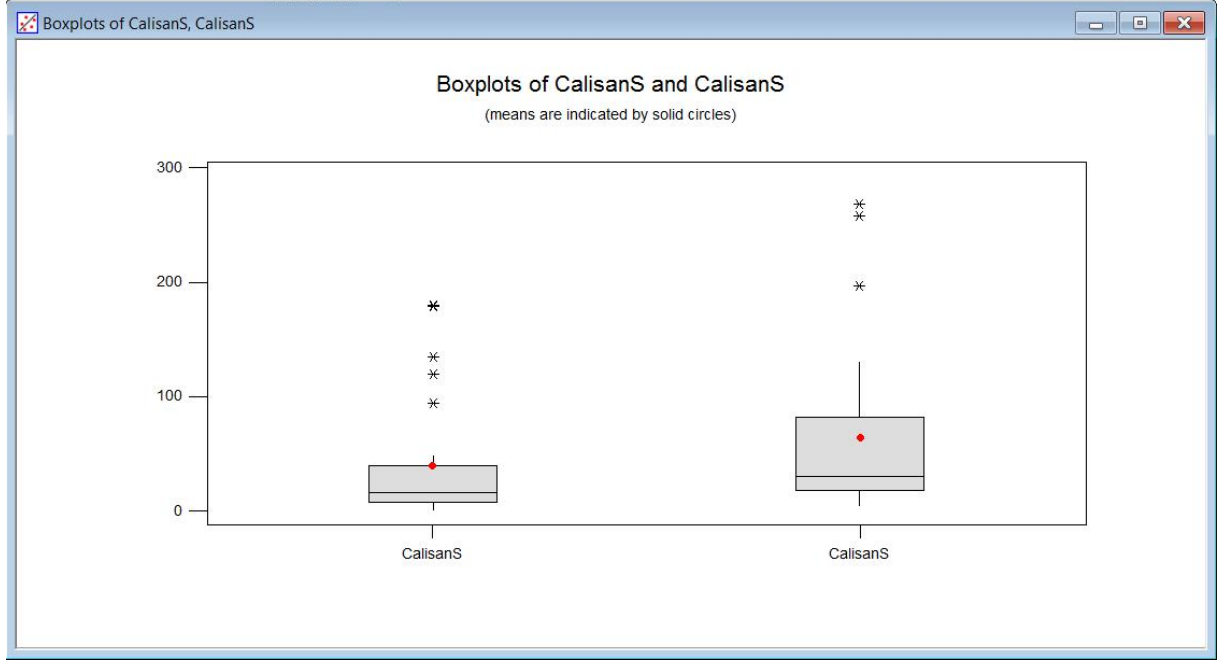 Boxplots of CalisanS, CalisanS
Boxplots of CalisanS and CalisanS
(means are indicated by solid circles)
300
200
100
0
CalisanS CalisanS